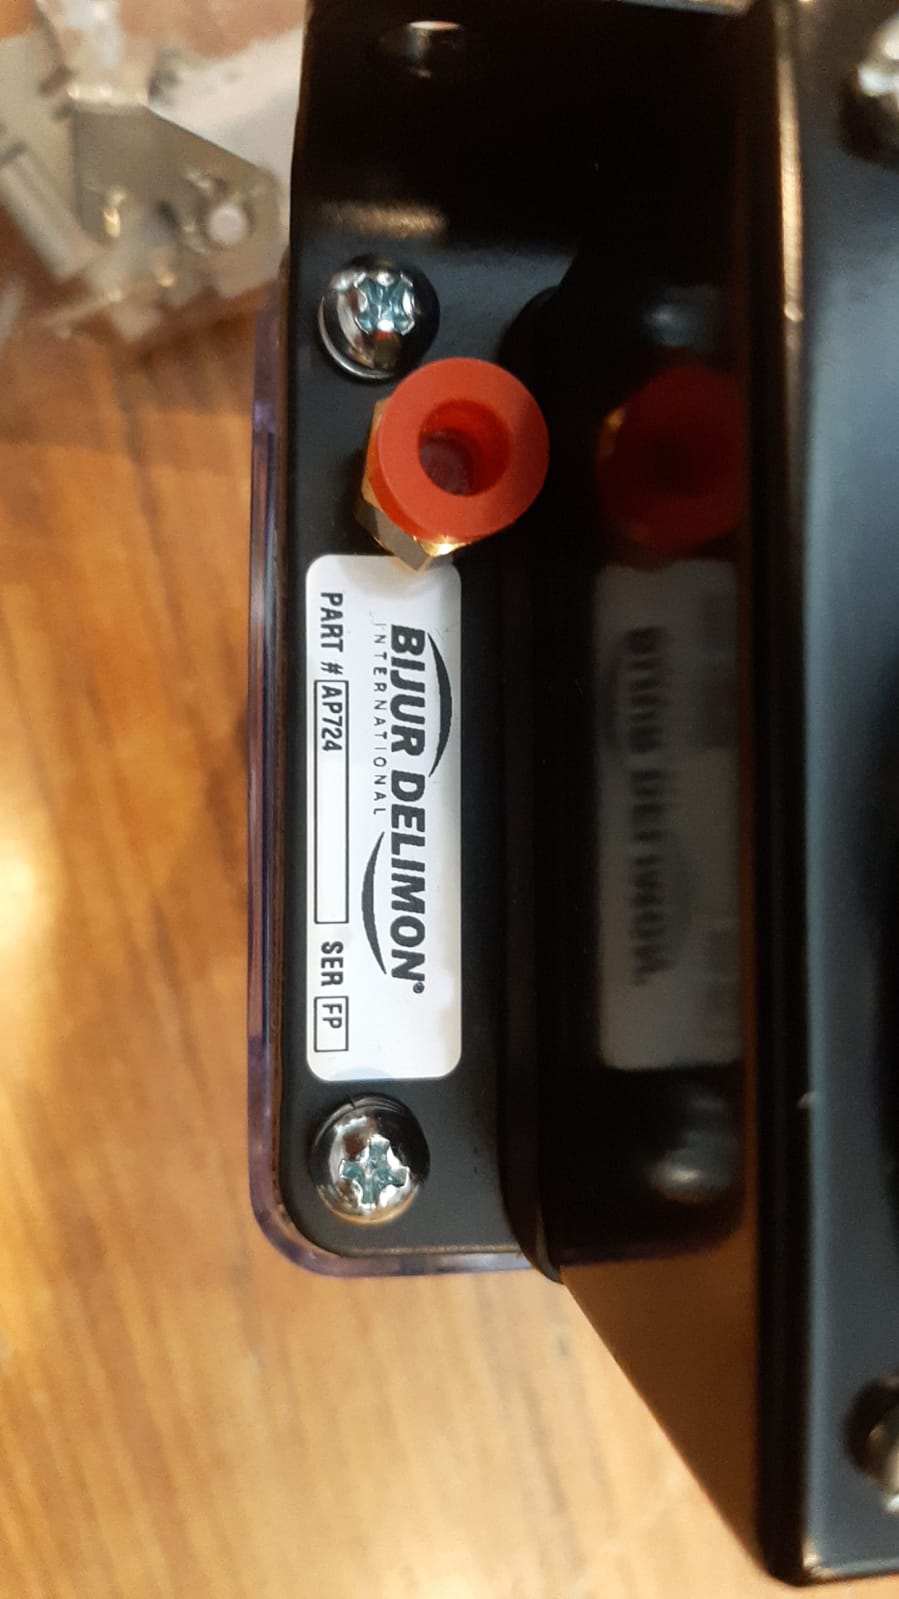 BIJUR DELIMON®
INTERNATIONAL
PART # AP724 SER FP